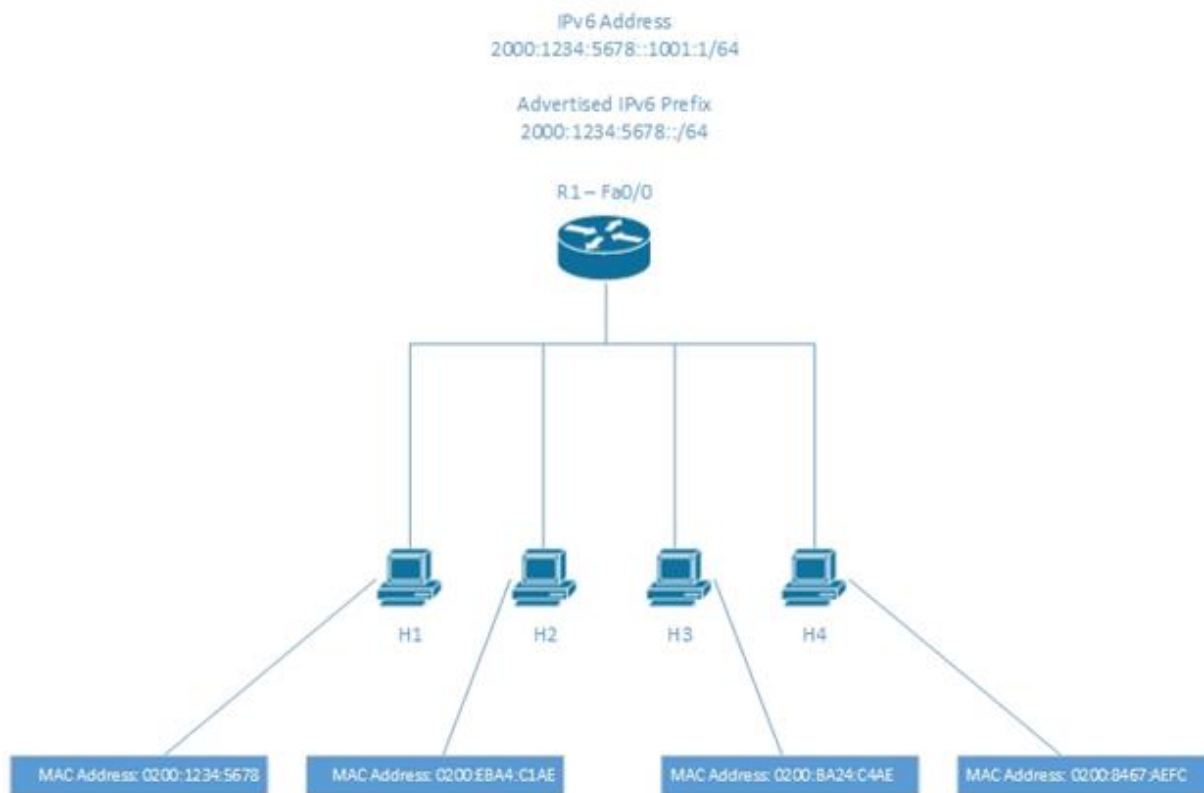 IPv6 Address
2000:1234:5678::1001:1/64
Advertised IPv6 Prefix
2000:1234:5678::/64
R1 – Fa0/0
H1
H2
H3
H4
MAC Address: 0200:1234:5678
MAC Address: 0200:EBA4:C1AE
MAC Address: 0200:BA24:C4AE
MAC Address: 0200:8467:AEFC